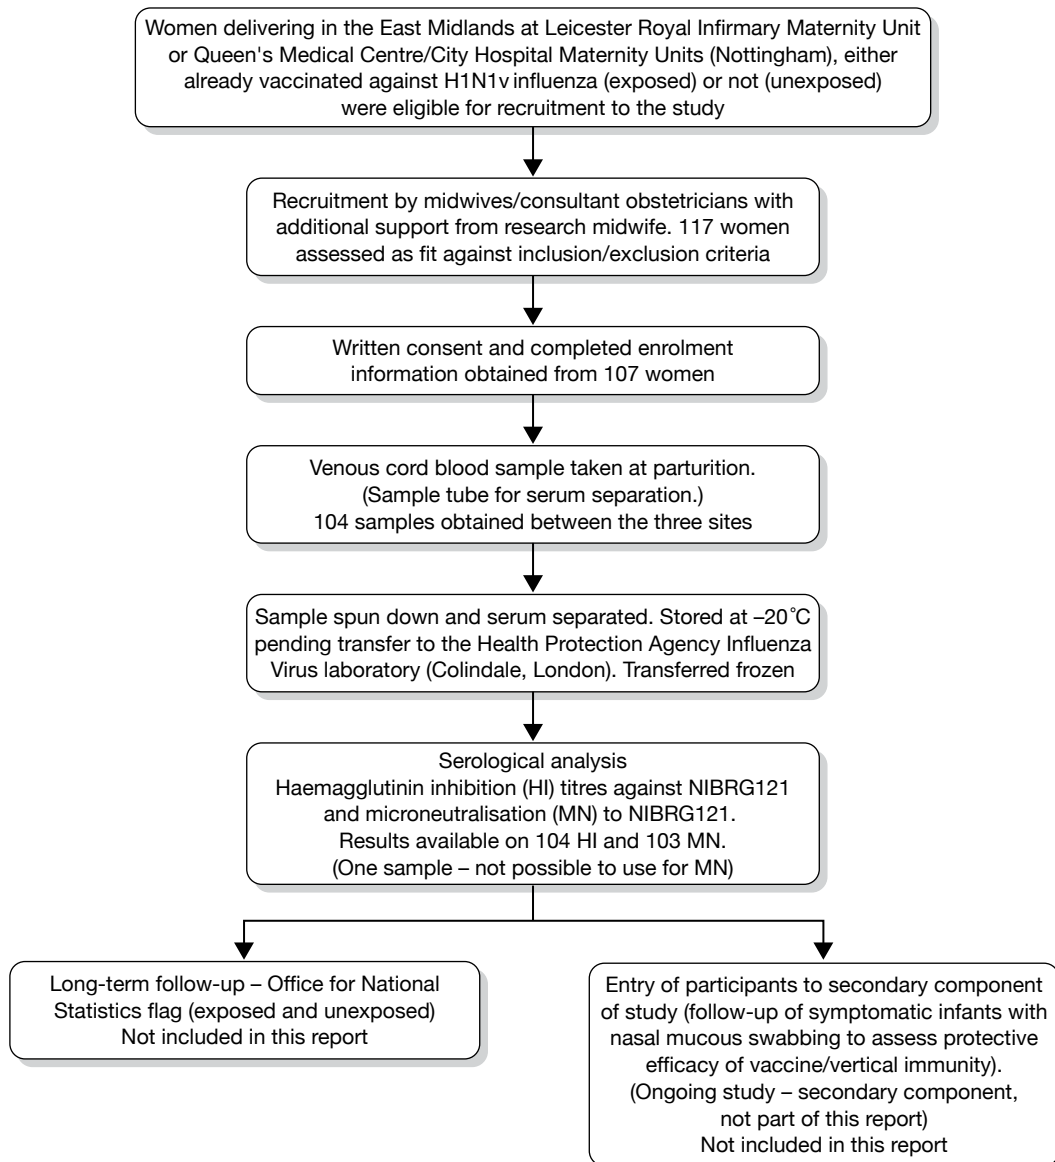 Women delivering in the East Midlands at Leicester Royal Infirmary Maternity Unit
or Queen's Medical Centre/City Hospital Maternity Units (Nottingham), either
already vaccinated against H1N1v influenza (exposed) or not (unexposed)
were eligible for recruitment to the study
Recruitment by midwives/consultant obstetricians with
additional support from research midwife. 117 women
assessed as fit against inclusion/exclusion criteria
Written consent and completed enrolment
information obtained from 107 women
Venous cord blood sample taken at parturition.
(Sample tube for serum separation.)
104 samples obtained between the three sites
Sample spun down and serum separated. Stored at –20°C
pending transfer to the Health Protection Agency Influenza
Virus laboratory (Colindale, London). Transferred frozen
Serological analysis
Haemagglutinin inhibition (HI) titres against NIBRG121
and microneutralisation (MN) to NIBRG121.
Results available on 104 HI and 103 MN.
(One sample – not possible to use for MN)
Long-term follow-up – Office for National
Statistics flag (exposed and unexposed)
Not included in this report
Entry of participants to secondary component
of study (follow-up of symptomatic infants with
nasal mucous swabbing to assess protective
efficacy of vaccine/vertical immunity).
(Ongoing study – secondary component,
not part of this report)
Not included in this report